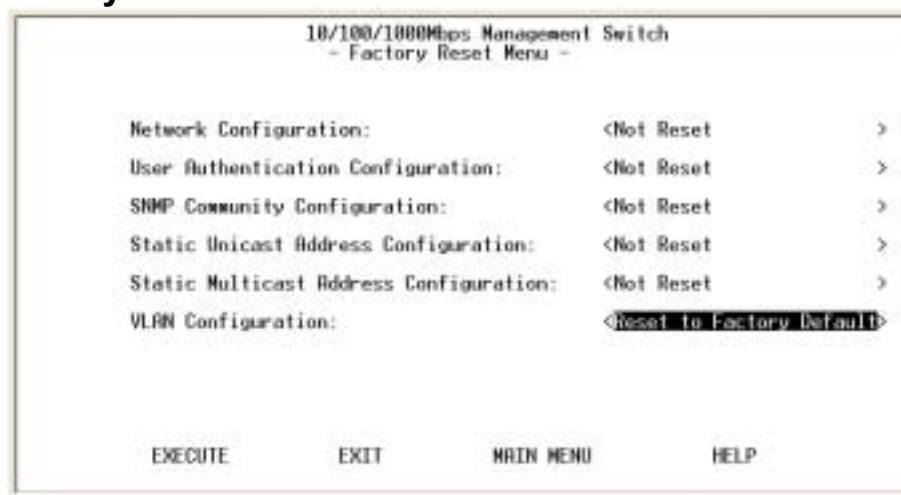 10/100/1000Mbps Management Switch
- Factory Reset Menu -
Network Configuration: <Not Reset >
User Authentication Configuration: <Not Reset >
SNMP Community Configuration: <Not Reset >
Static Unicast Address Configuration: <Not Reset >
Static Multicast Address Configuration: <Not Reset >
VLAN Configuration: <Reset to Factory Default>
EXECUTE EXIT MAIN MENU HELP